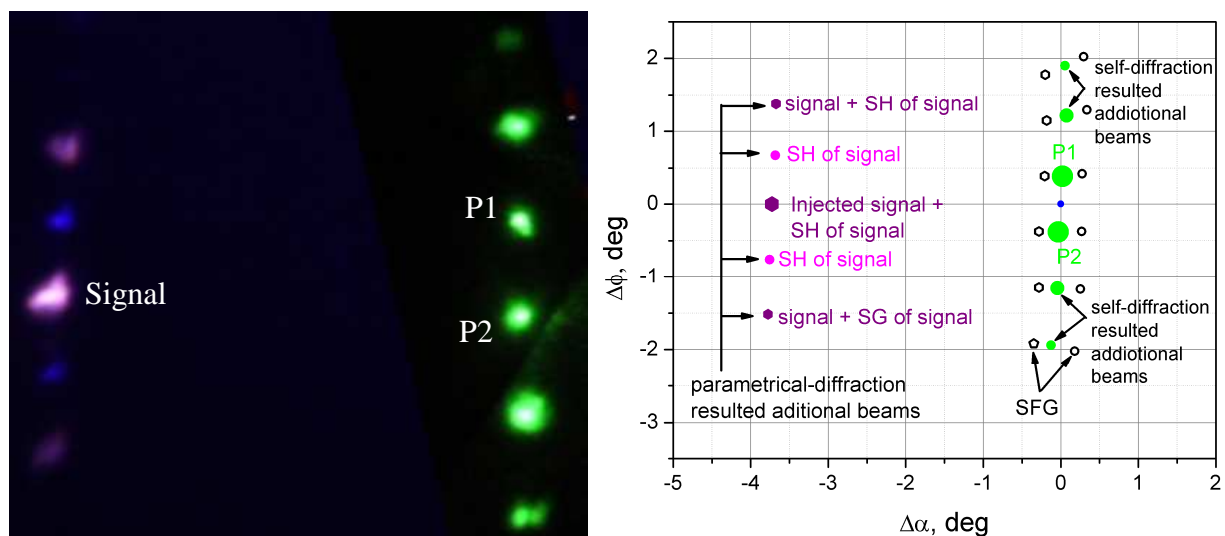 Signal
P1
P2
2
1
0
-1
-2
-3
Δϕ, deg
-5
-4
-3
-2
-1
0
1
2
Δα, deg
signal + SH of signal
SH of signal
Injected signal +
SH of signal
SH of signal
signal + SG of signal
parametrical-diffraction
resulted aditional beams
self-diffraction
resulted
addiotional
beams
P1
P2
self-diffraction
resulted
addiotional
beams
SFG